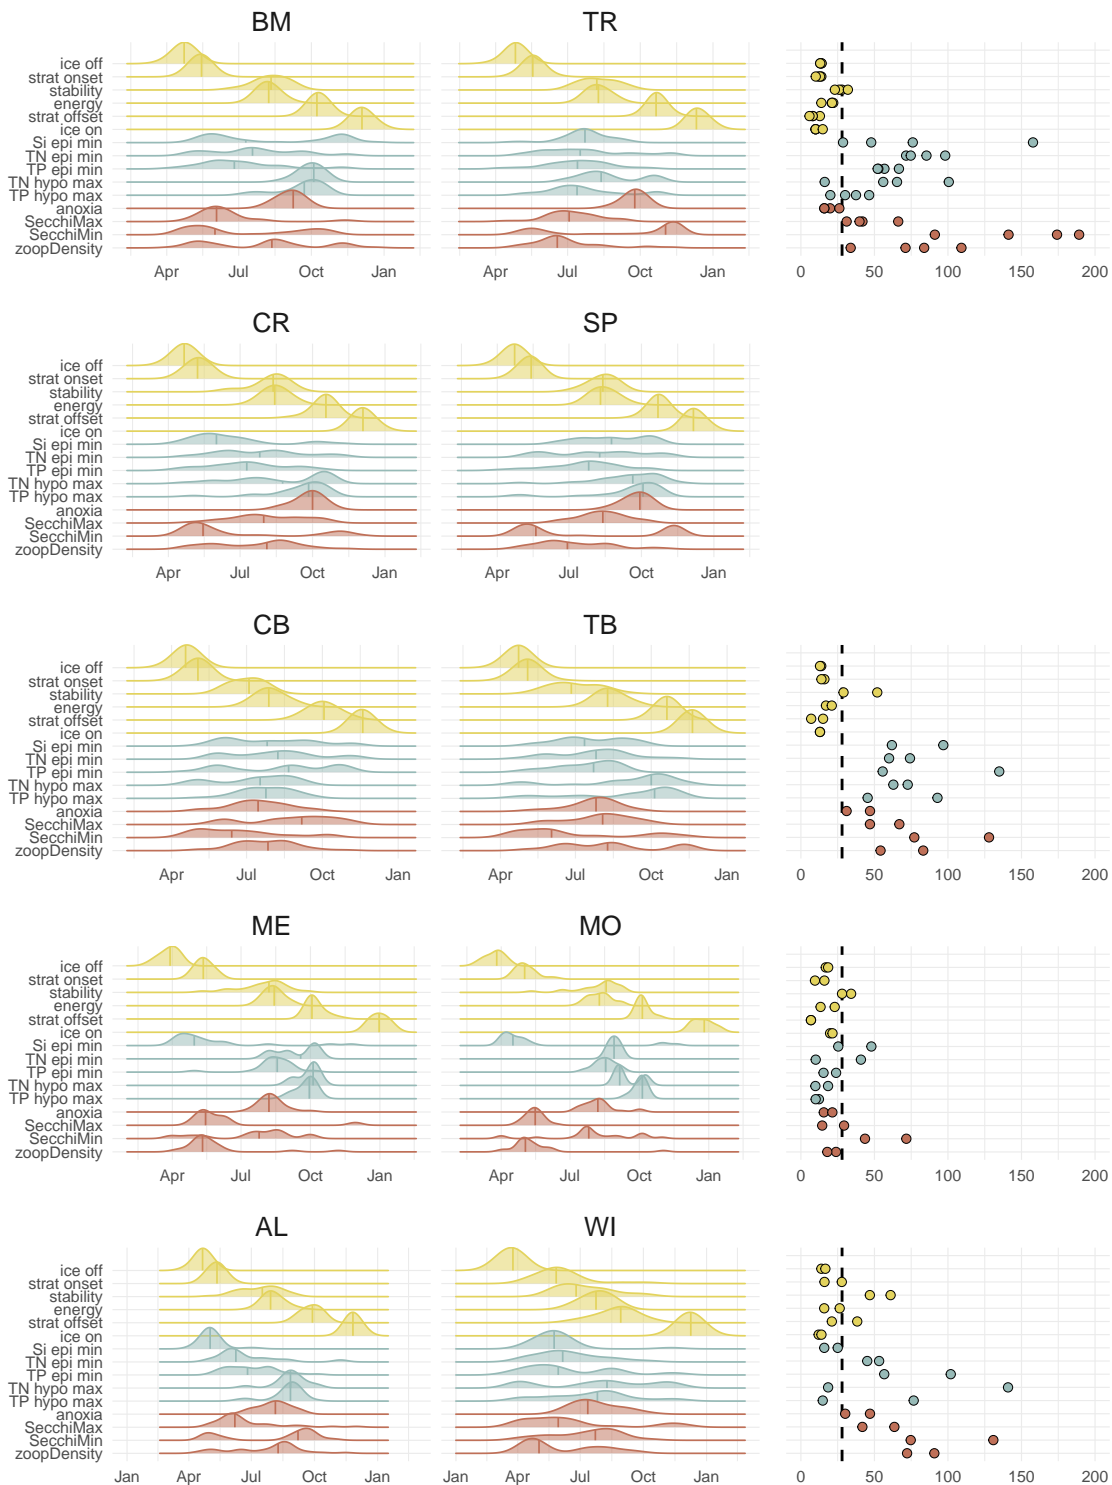 BM TR
ice off
strat onset
stability
energy
strat offset
ice on
Si epi min
TN epi min
TP epi min
TN hypo max
TP hypo max
anoxia
SecchiMax
SecchiMin
zoopDensity
Apr Jul Oct Jan Apr Jul Oct Jan 0 50 100 150 200
CR SP
ice off
strat onset
stability
energy
strat offset
ice on
Si epi min
TN epi min
TP epi min
TN hypo max
TP hypo max
anoxia
SecchiMax
SecchiMin
zoopDensity
Apr Jul Oct Jan Apr Jul Oct Jan
CB TB
ice off
strat onset
stability
energy
strat offset
ice on
Si epi min
TN epi min
TP epi min
TN hypo max
TP hypo max
anoxia
SecchiMax
SecchiMin
zoopDensity
Apr Jul Oct Jan Apr Jul Oct Jan 0 50 100 150 200
ME MO
ice off
strat onset
stability
energy
strat offset
ice on
Si epi min
TN epi min
TP epi min
TN hypo max
TP hypo max
anoxia
SecchiMax
SecchiMin
zoopDensity
Apr Jul Oct Jan Apr Jul Oct Jan 0 50 100 150 200
AL WI
ice off
strat onset
stability
energy
strat offset
ice on
Si epi min
TN epi min
TP epi min
TN hypo max
TP hypo max
anoxia
SecchiMax
SecchiMin
zoopDensity
Jan Apr Jul Oct Jan Jan Apr Jul Oct Jan 0 50 100 150 200